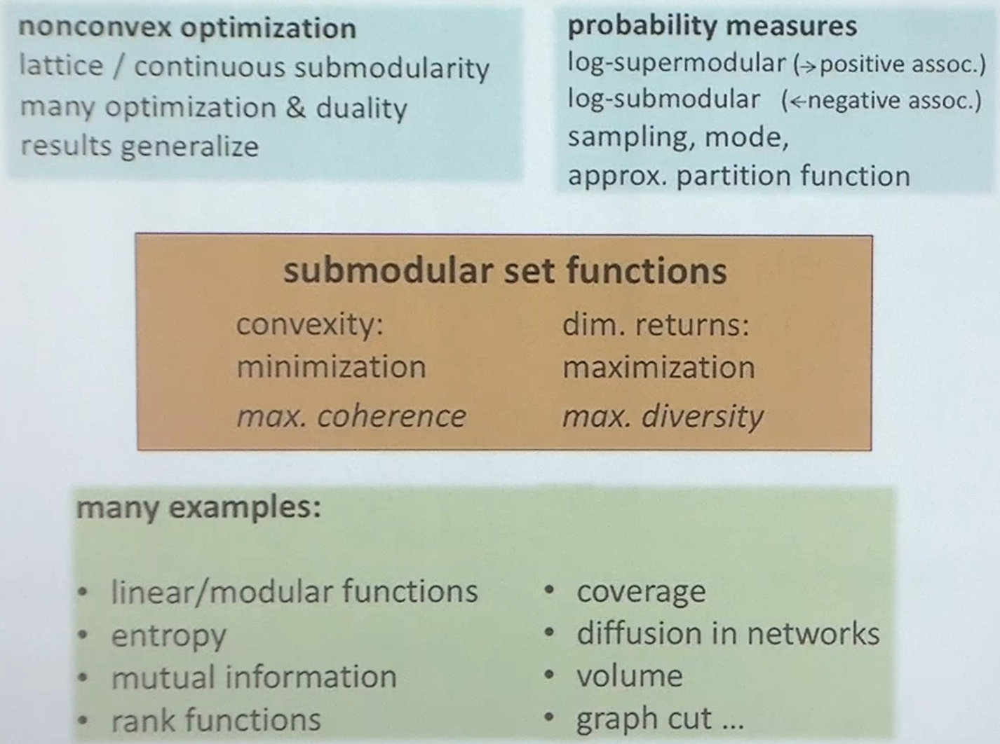 nonconvex optimization
lattice / continuous submodularity
many optimization & duality
results generalize
probability measures
log-supermodular (→positive assoc.)
log-submodular (←negative assoc.)
sampling, mode,
approx. partition function
submodular set functions
convexity:
minimization
max. coherence
dim. returns:
maximization
max. diversity
many examples:
• linear/modular functions
• entropy
• mutual information
• rank functions
• coverage
• diffusion in networks
• volume
• graph cut ...